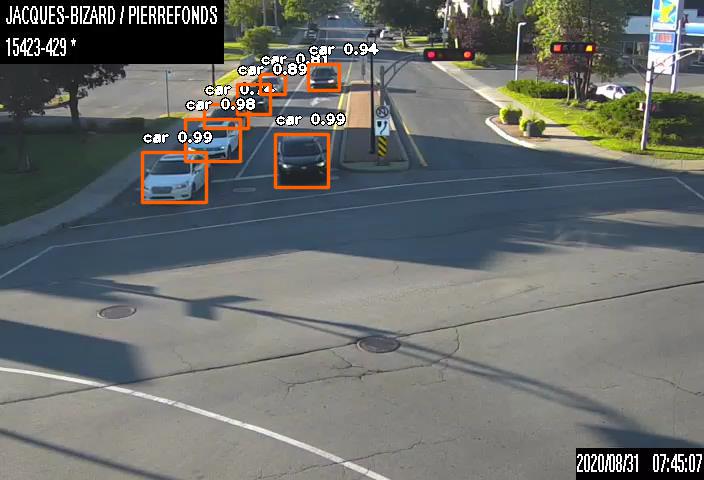 JACQUES-BIZARD / PIERREFONDS
15423-429 *
car 0.94
car 0.89
car 0.98
car 0.99
car 0.99
2020/08/31 07:45:07